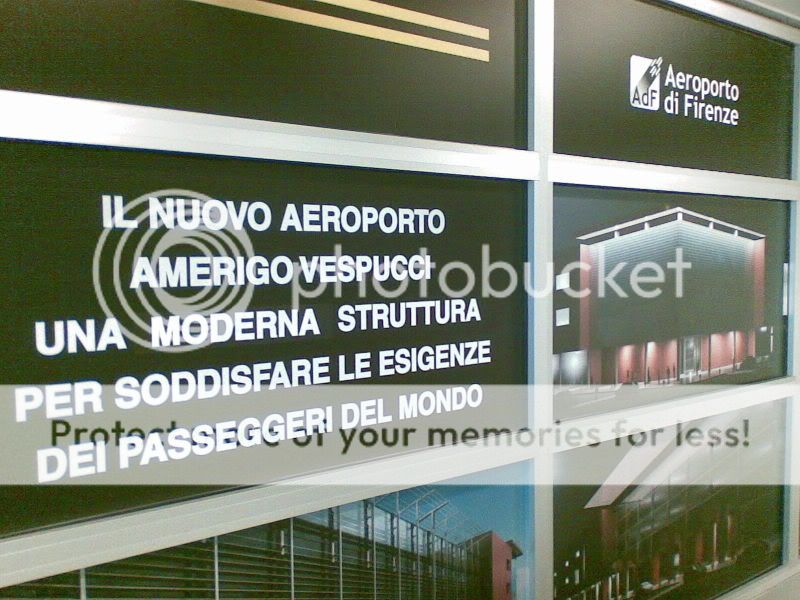 Aeroporto
di Firenze
AdF
IL NUOVO AEROPORTO
AMERIGO VESPUCCI
UNA MODERNA STRUTTURA
PER SODDISFARE LE ESIGENZE
DEI PASSEGGERI DEL MONDO
photobucket
Protect more of your memories for less!